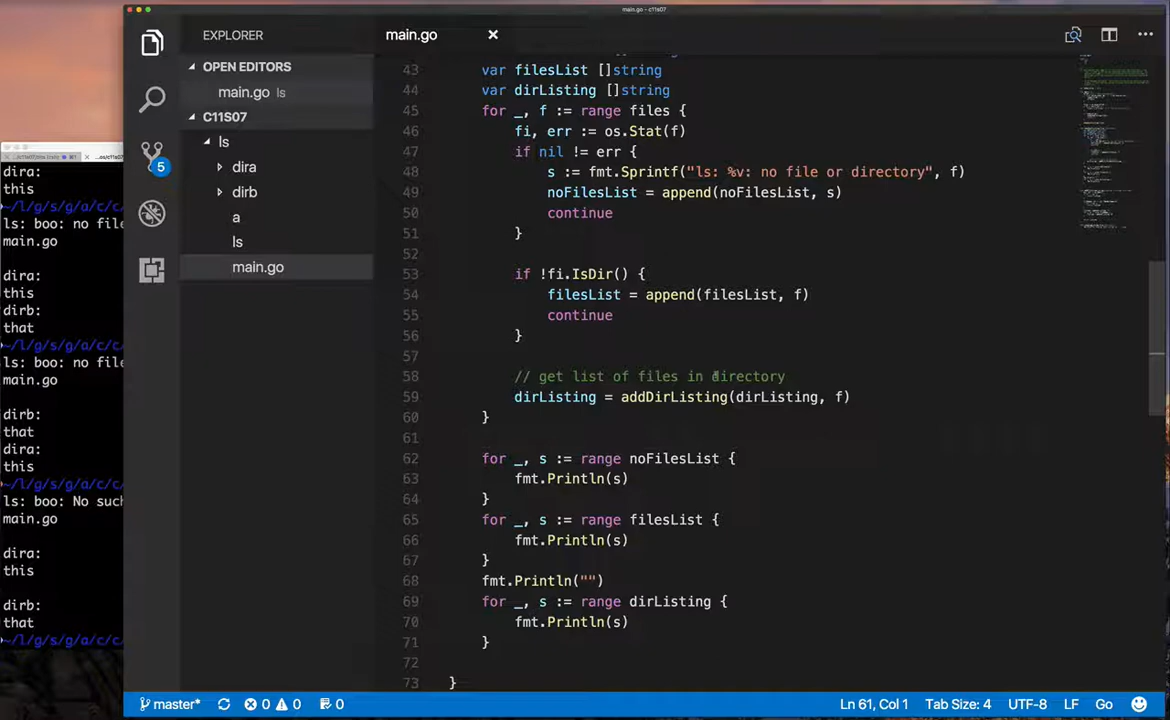 main.go - c11s07
EXPLORER
OPEN EDITORS
main.go ls
C11S07
ls
dira
dirb
a
ls
main.go
5
main.go
43 var filesList []string
44 var dirListing []string
45 for _, f := range files {
46 fi, err := os.Stat(f)
47 if nil != err {
48 s := fmt.Sprintf("ls: %v: no file or directory", f)
49 noFilesList = append(noFilesList, s)
50 continue
51 }
52
53 if !fi.IsDir() {
54 filesList = append(filesList, f)
55 continue
56 }
57
58 // get list of files in directory
59 dirListing = addDirListing(dirListing, f)
60 }
61
62 for _, s := range noFilesList {
63 fmt.Println(s)
64 }
65 for _, s := range filesList {
66 fmt.Println(s)
67 }
68 fmt.Println("")
69 for _, s := range dirListing {
70 fmt.Println(s)
71 }
72
73 }
dira:
this
~/l/g/s/g/a/c/c/
ls: boo: no file
main.go
dira:
this
dirb:
that
~/l/g/s/g/a/c/c/
ls: boo: no file
main.go
dirb:
that
dira:
this
~/l/g/s/g/a/c/c/
ls: boo: No such
main.go
dira:
this
dirb:
that
~/l/g/s/g/a/c/c/
master* 0 0 0 Ln 61, Col 1 Tab Size: 4 UTF-8 LF Go